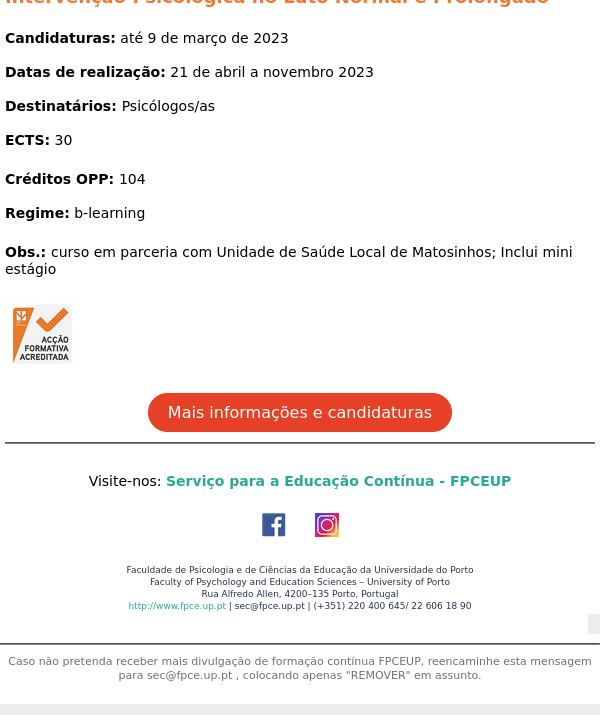 Intervenção Psicológica no Luto Normal e Prolongado
Candidaturas: até 9 de março de 2023
Datas de realização: 21 de abril a novembro 2023
Destinatários: Psicólogos/as
ECTS: 30
Créditos OPP: 104
Regime: b-learning
Obs.: curso em parceria com Unidade de Saúde Local de Matosinhos; Inclui mini
estágio
ACÇÃO
FORMATIVA
ACREDITADA
Mais informações e candidaturas
Visite-nos: Serviço para a Educação Contínua - FPCEUP
Faculdade de Psicologia e de Ciências da Educação da Universidade do Porto
Faculty of Psychology and Education Sciences – University of Porto
Rua Alfredo Allen, 4200–135 Porto, Portugal
http://www.fpce.up.pt | sec@fpce.up.pt | (+351) 220 400 645/ 22 606 18 90
Caso não pretenda receber mais divulgação de formação contínua FPCEUP, reencaminhe esta mensagem
para sec@fpce.up.pt , colocando apenas "REMOVER" em assunto.